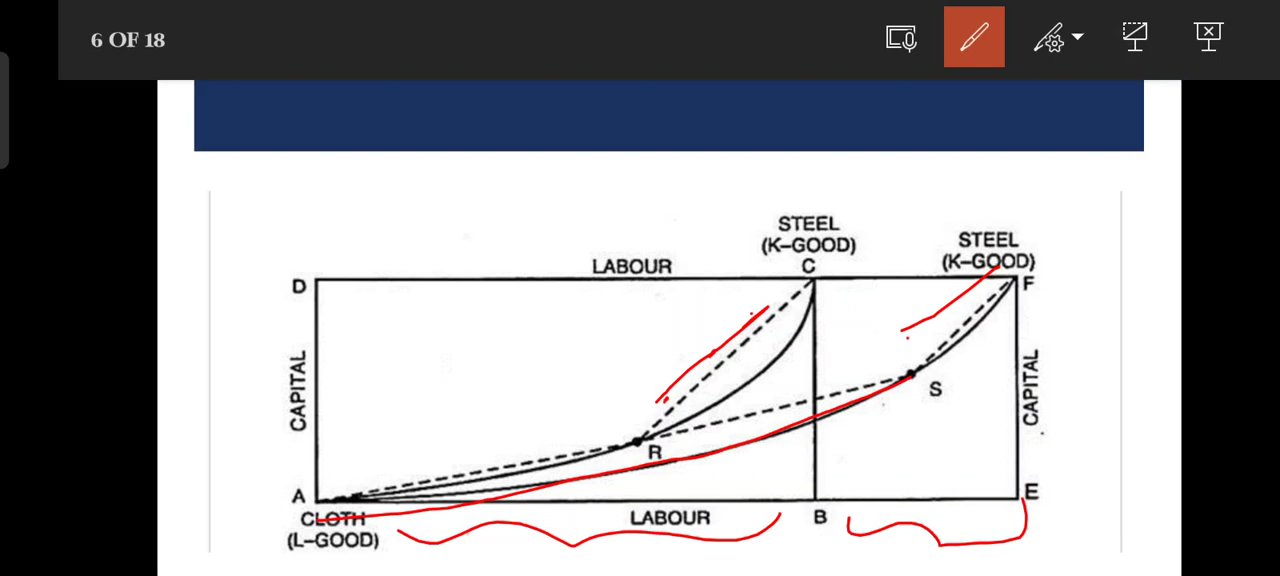 6 OF 18
STEEL
(K–GOOD)
STEEL
(K–GOOD)
LABOUR
C
D
F
CAPITAL
CAPITAL
S
R
A
E
CLOTH
(L–GOOD)
LABOUR
B